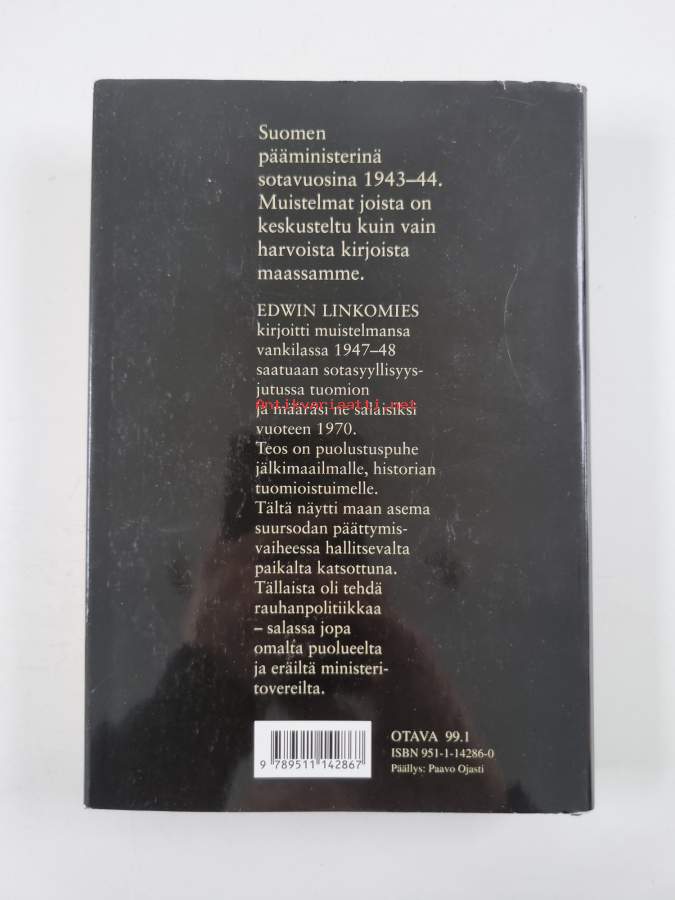 Suomen
pääministerinä
sotavuosina 1943–44.
Muistelmat joista on
keskusteltu kuin vain
harvoista kirjoista
maassamme.
EDWIN LINKOMIES
kirjoitti muistelmansa
vankilassa 1947–48
saatuaan sotasyyllisyys-
jutussa tuomion
Antikvariaatti.net
ja määräsi ne salaisiksi
vuoteen 1970.
Teos on puolustuspuhe
jälkimaailmalle, historian
tuomioistuimelle.
Tältä näytti maan asema
suursodan päättymis-
vaiheessa hallitsevalta
paikalta katsottuna.
Tällaista oli tehdä
rauhanpolitiikkaa
– salassa jopa
omalta puolueelta
ja eräiltä ministeri-
tovereilta.
9 789511 142867
OTAVA 99.1
ISBN 951-1-14286-0
Päällys: Paavo Ojasti